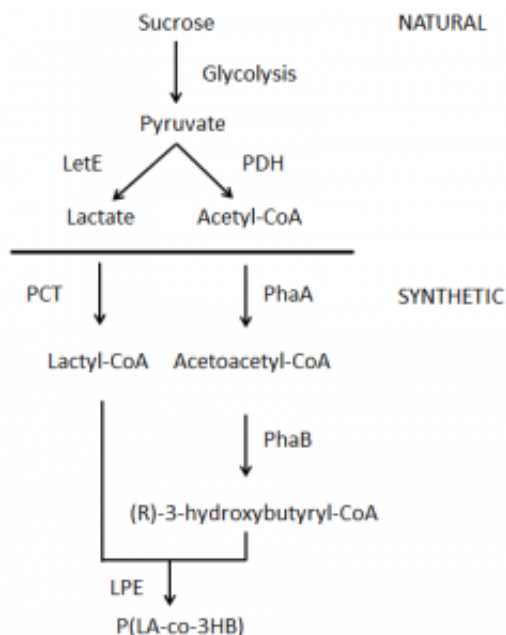 Sucrose NATURAL
Glycolysis
Pyruvate
LetE PDH
Lactate Acetyl-CoA
PCT PhaA SYNTHETIC
Lactyl-CoA Acetoacetyl-CoA
PhaB
(R)-3-hydroxybutyryl-CoA
LPE
P(LA-co-3HB)